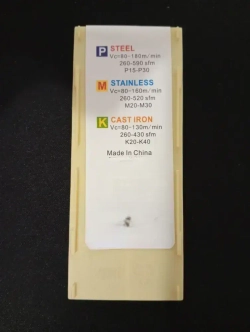 P STEEL
Vc=80-180m/min
260-590 sfm
P15-P30
M STAINLESS
Vc=80-160m/min
260-520 sfm
M20-M30
K CAST IRON
Vc=80-130m/min
260-430 sfm
K20-K40
Made In China